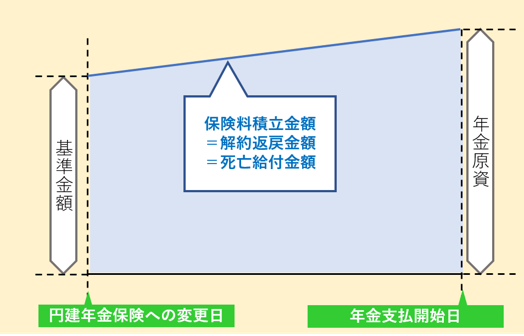 保険料積立金額
＝解約返戻金額
＝死亡給付金額
基準金額
年金原資
円建年金保険への変更日
年金支払開始日